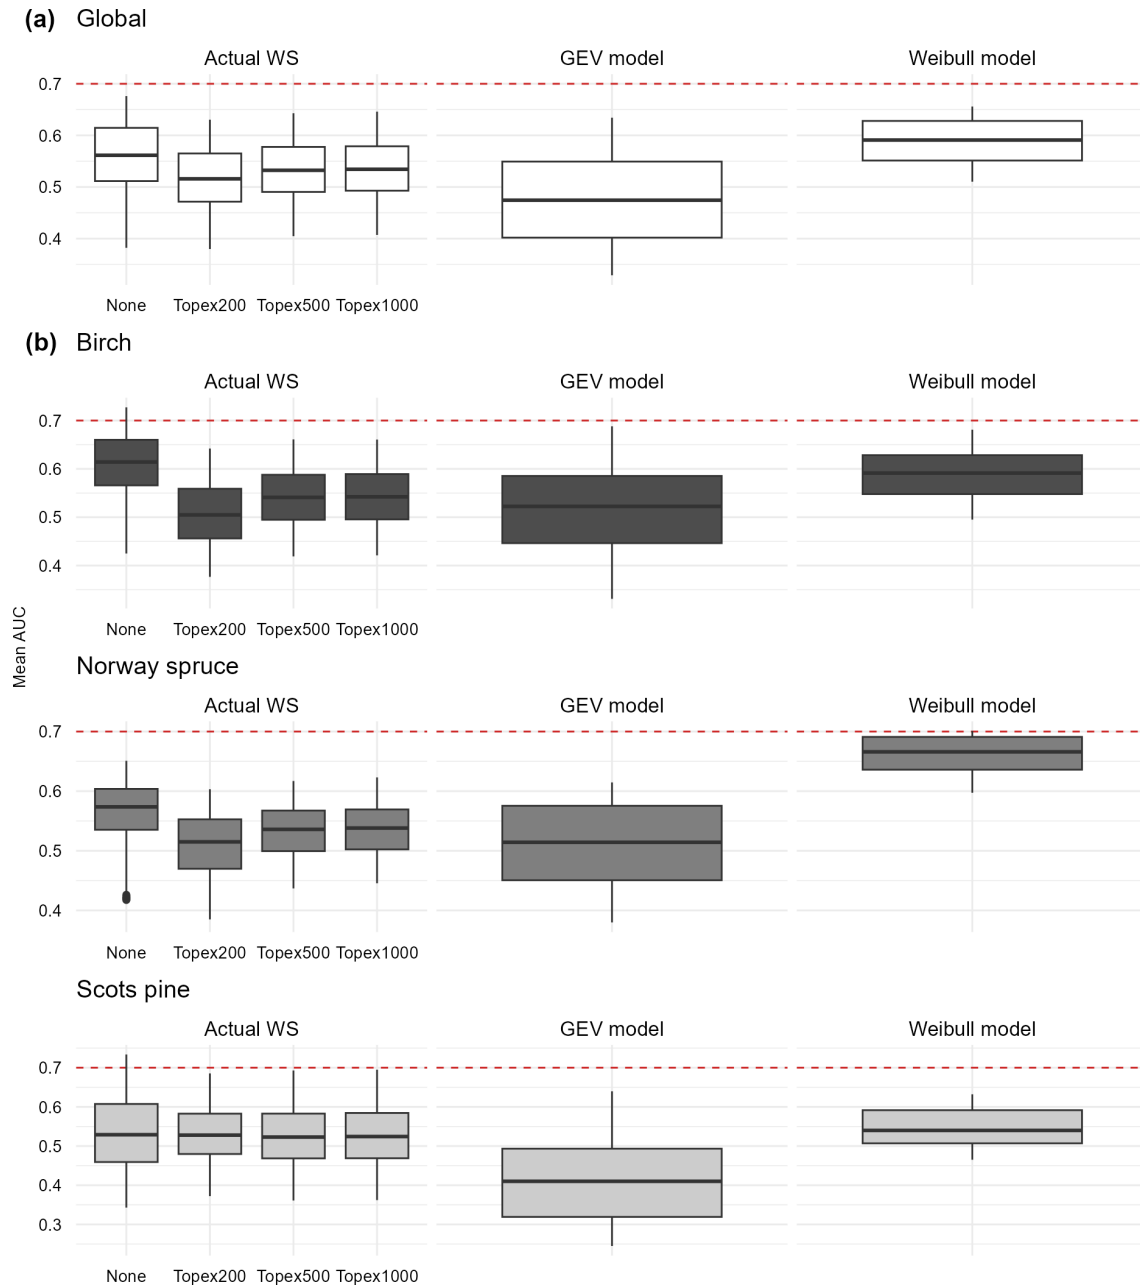 (a) Global
Actual WS GEV model Weibull model
0.7
0.6
0.5
0.4
None Topex200 Topex500 Topex1000
(b) Birch
Actual WS GEV model Weibull model
0.7
0.6
0.5
0.4
None Topex200 Topex500 Topex1000
Mean AUC
Norway spruce
Actual WS GEV model Weibull model
0.7
0.6
0.5
0.4
None Topex200 Topex500 Topex1000
Scots pine
Actual WS GEV model Weibull model
0.7
0.6
0.5
0.4
0.3
None Topex200 Topex500 Topex1000